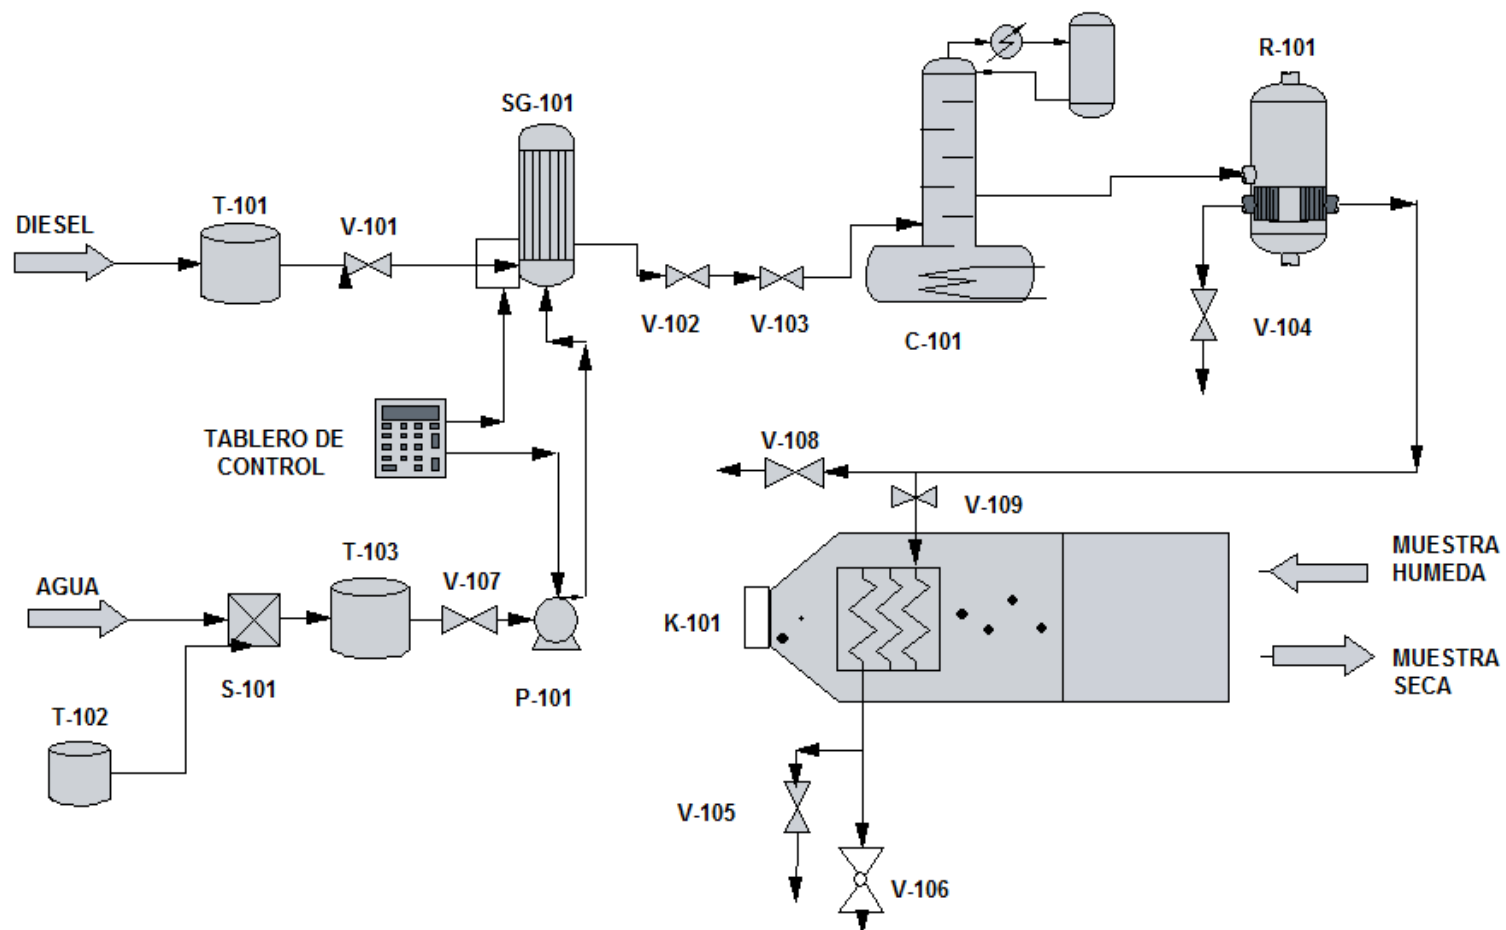 R-101
SG-101
T-101
DIESEL
V-101
V-102
V-103
C-101
V-104
TABLERO DE
CONTROL
V-108
V-109
T-103
V-107
AGUA
MUESTRA
HUMEDA
K-101
MUESTRA
SECA
S-101
P-101
T-102
V-105
V-106